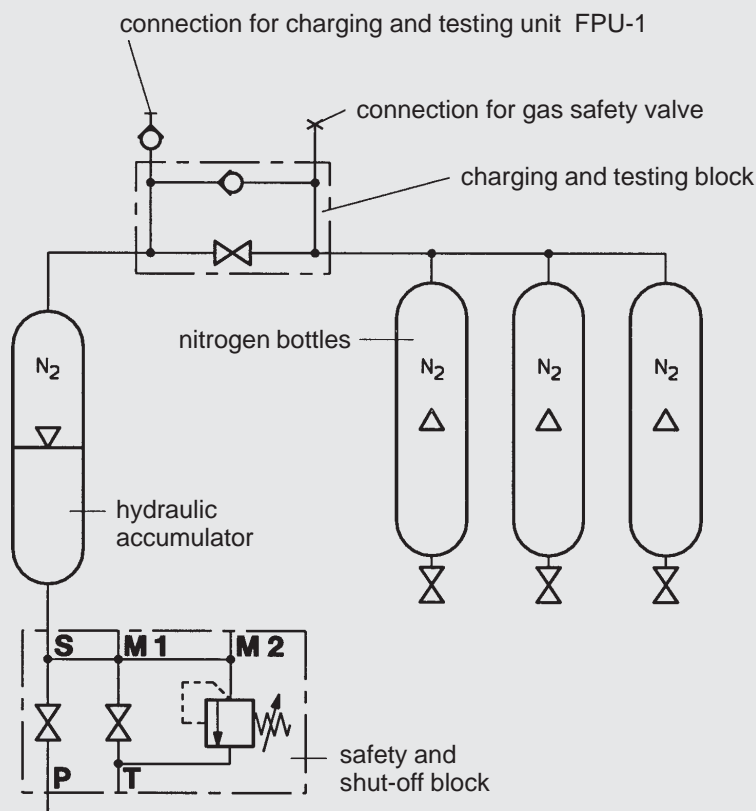 connection for charging and testing unit FPU-1
connection for gas safety valve
charging and testing block
nitrogen bottles
N2
N2
N2
N2
hydraulic
accumulator
S
M 1
M 2
P
T
safety and
shut-off block